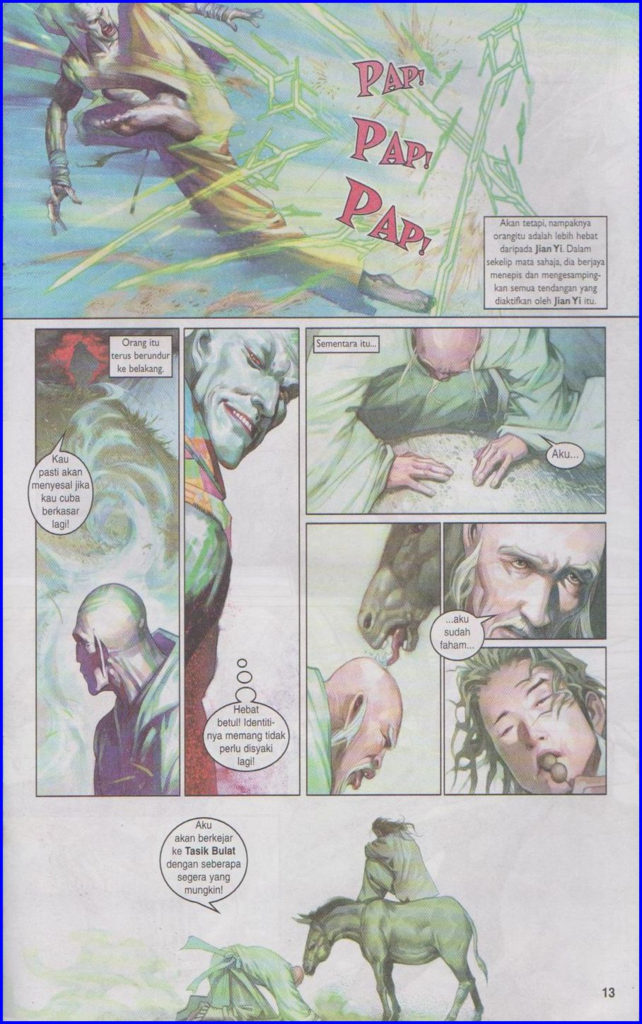 PAP!
PAP!
PAP!
Akan tetapi, nampaknya
orangitu adalah lebih hebat
daripada Jian Yi. Dalam
sekelip mata sahaja, dia berjaya
menepis dan mengesamping-
kan semua tendangan yang
diaktifkan oleh Jian Yi itu.
Orang itu
terus berundur
ke belakang.
Kau
pasti akan
menyesal jika
kau cuba
berkasar
lagi!
Hebat
betul! Identiti-
nya memang tidak
perlu disyaki
lagi!
Sementara itu...
Aku...
...aku
sudah
faham...
Aku
akan berkejar
ke Tasik Bulat
dengan seberapa
segera yang
mungkin!
13